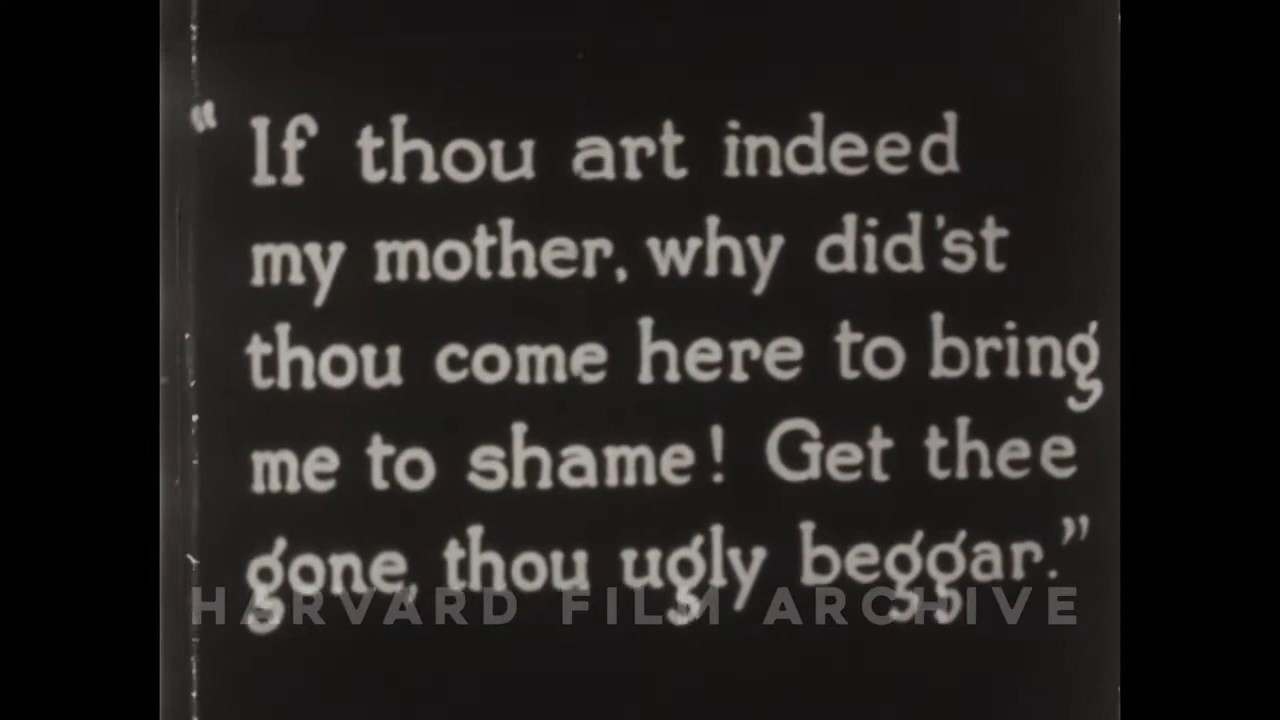 "If thou art indeed
my mother, why did'st
thou come here to bring
me to shame! Get thee
gone, thou ugly beggar."
HARVARD FILM ARCHIVE